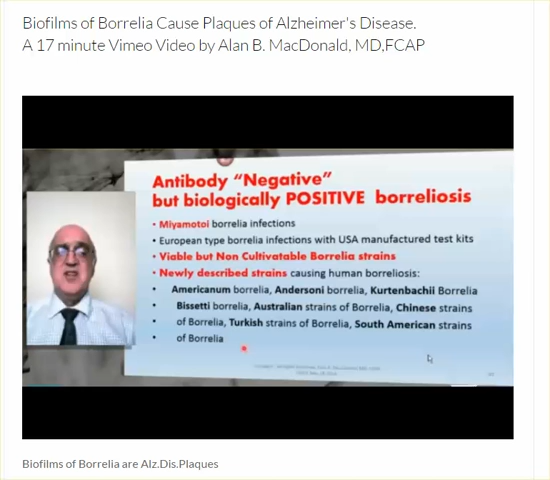 Biofilms of Borrelia Cause Plaques of Alzheimer's Disease.
A 17 minute Vimeo Video by Alan B. MacDonald, MD,FCAP
Antibody “Negative”
but biologically POSITIVE borreliosis
• Miyamotoi borrelia infections
• European type borrelia infections with USA manufactured test kits
• Viable but Non Cultivatable Borrelia strains
• Newly described strains causing human borreliosis:
• Americanum borrelia, Andersoni borrelia, Kurtenbachii Borrelia
• Bissetti borrelia, Australian strains of Borrelia, Chinese strains
• of Borrelia, Turkish strains of Borrelia, South American strains
• of Borrelia
Biofilms of Borrelia are Alz.Dis.Plaques